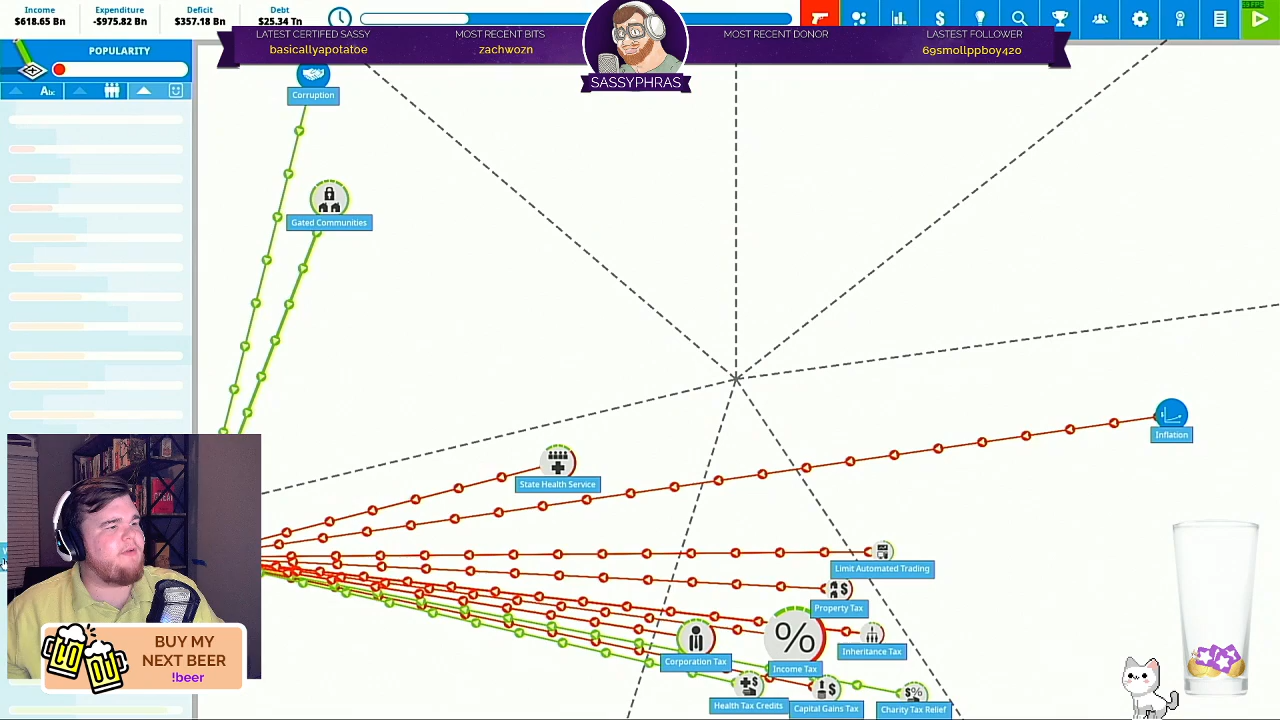 Income
$618.65 Bn
Expenditure
-$975.82 Bn
Deficit
$357.18 Bn
Debt
$25.34 Tn
LATEST CERTIFIED SASSY
basicallyapotatoe
MOST RECENT BITS
zachwozn
MOST RECENT DONOR
LASTEST FOLLOWER
69smollppboy420
SASSYPHRAS
POPULARITY
Corruption
Gated Communities
State Health Service
Inflation
Limit Automated Trading
Property Tax
Inheritance Tax
Corporation Tax
Income Tax
Health Tax Credits
Capital Gains Tax
Charity Tax Relief
BUY MY
NEXT BEER
!beer